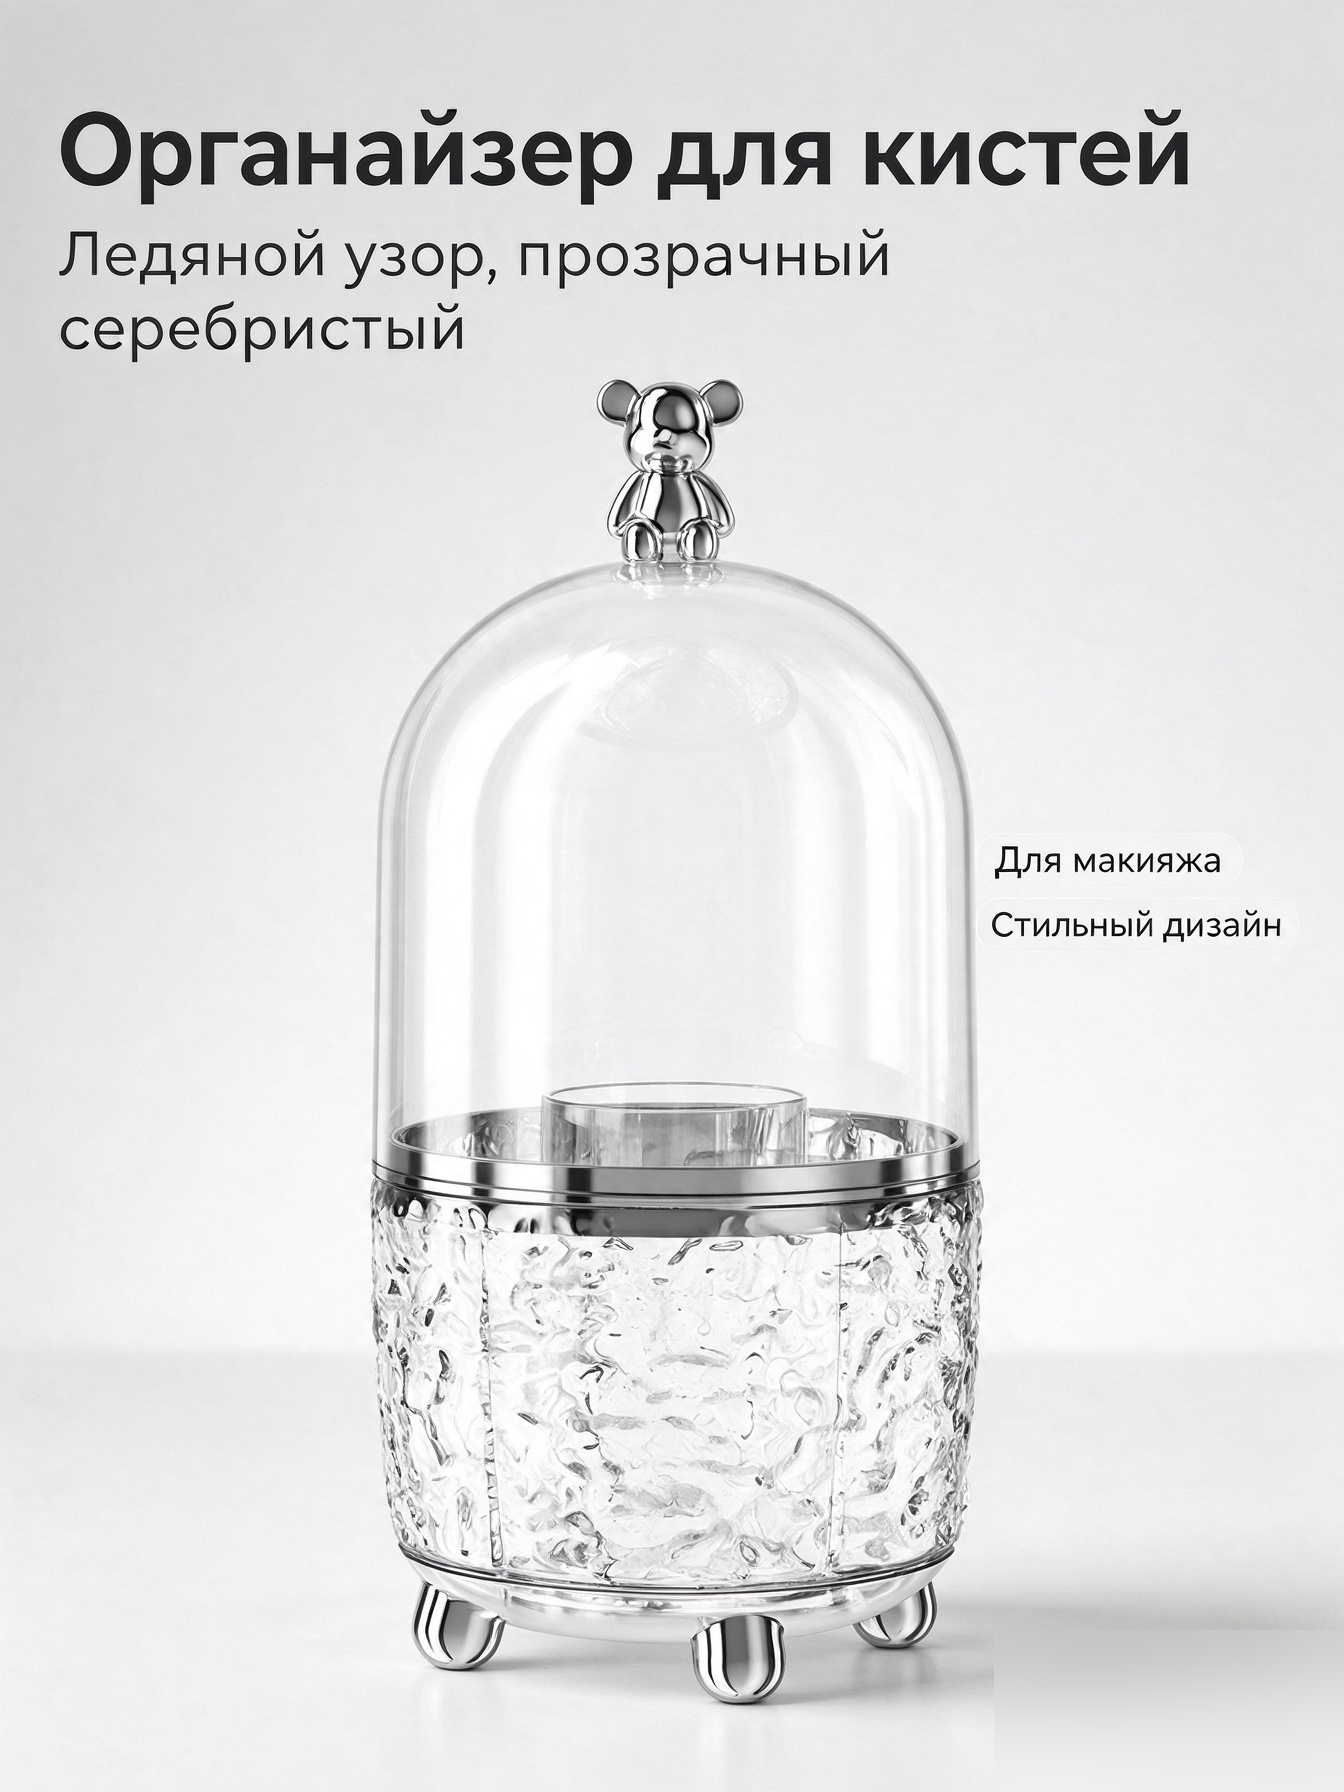 Органайзер для кистей
Ледяной узор, прозрачный
серебристый
Для макияжа
Стильный дизайн